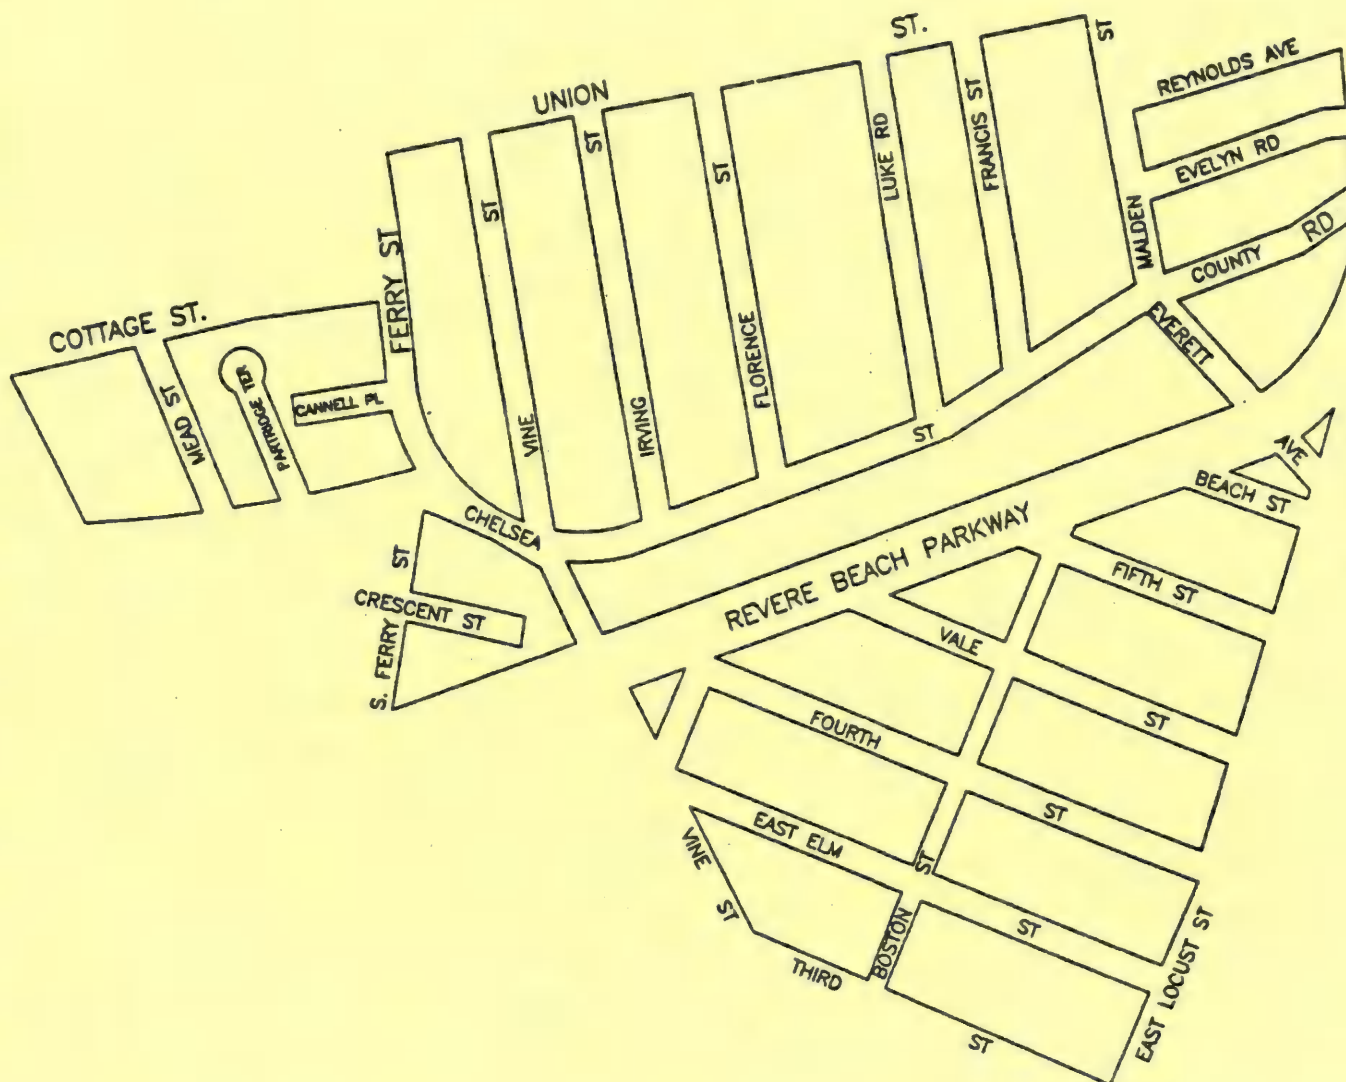 ST.
UNION
ST
REYNOLDS AVE
EVELYN RD
COUNTY RD
MALDEN
FRANCIS ST
LUKE RD
ST
FLORENCE
ST
IRVING
ST
VINE
FERRY ST
COTTAGE ST.
MEAD ST
PARTRIDGE TER
CANNELL PL
EVERETT
AVE
BEACH ST
CHELSEA
ST
ST
CRESCENT ST
S. FERRY
REVERE BEACH PARKWAY
FIFTH ST
VALE
ST
FOURTH
ST
EAST ELM
ST
VINE
ST
THIRD
ST
BOSTON
ST
EAST LOCUST ST